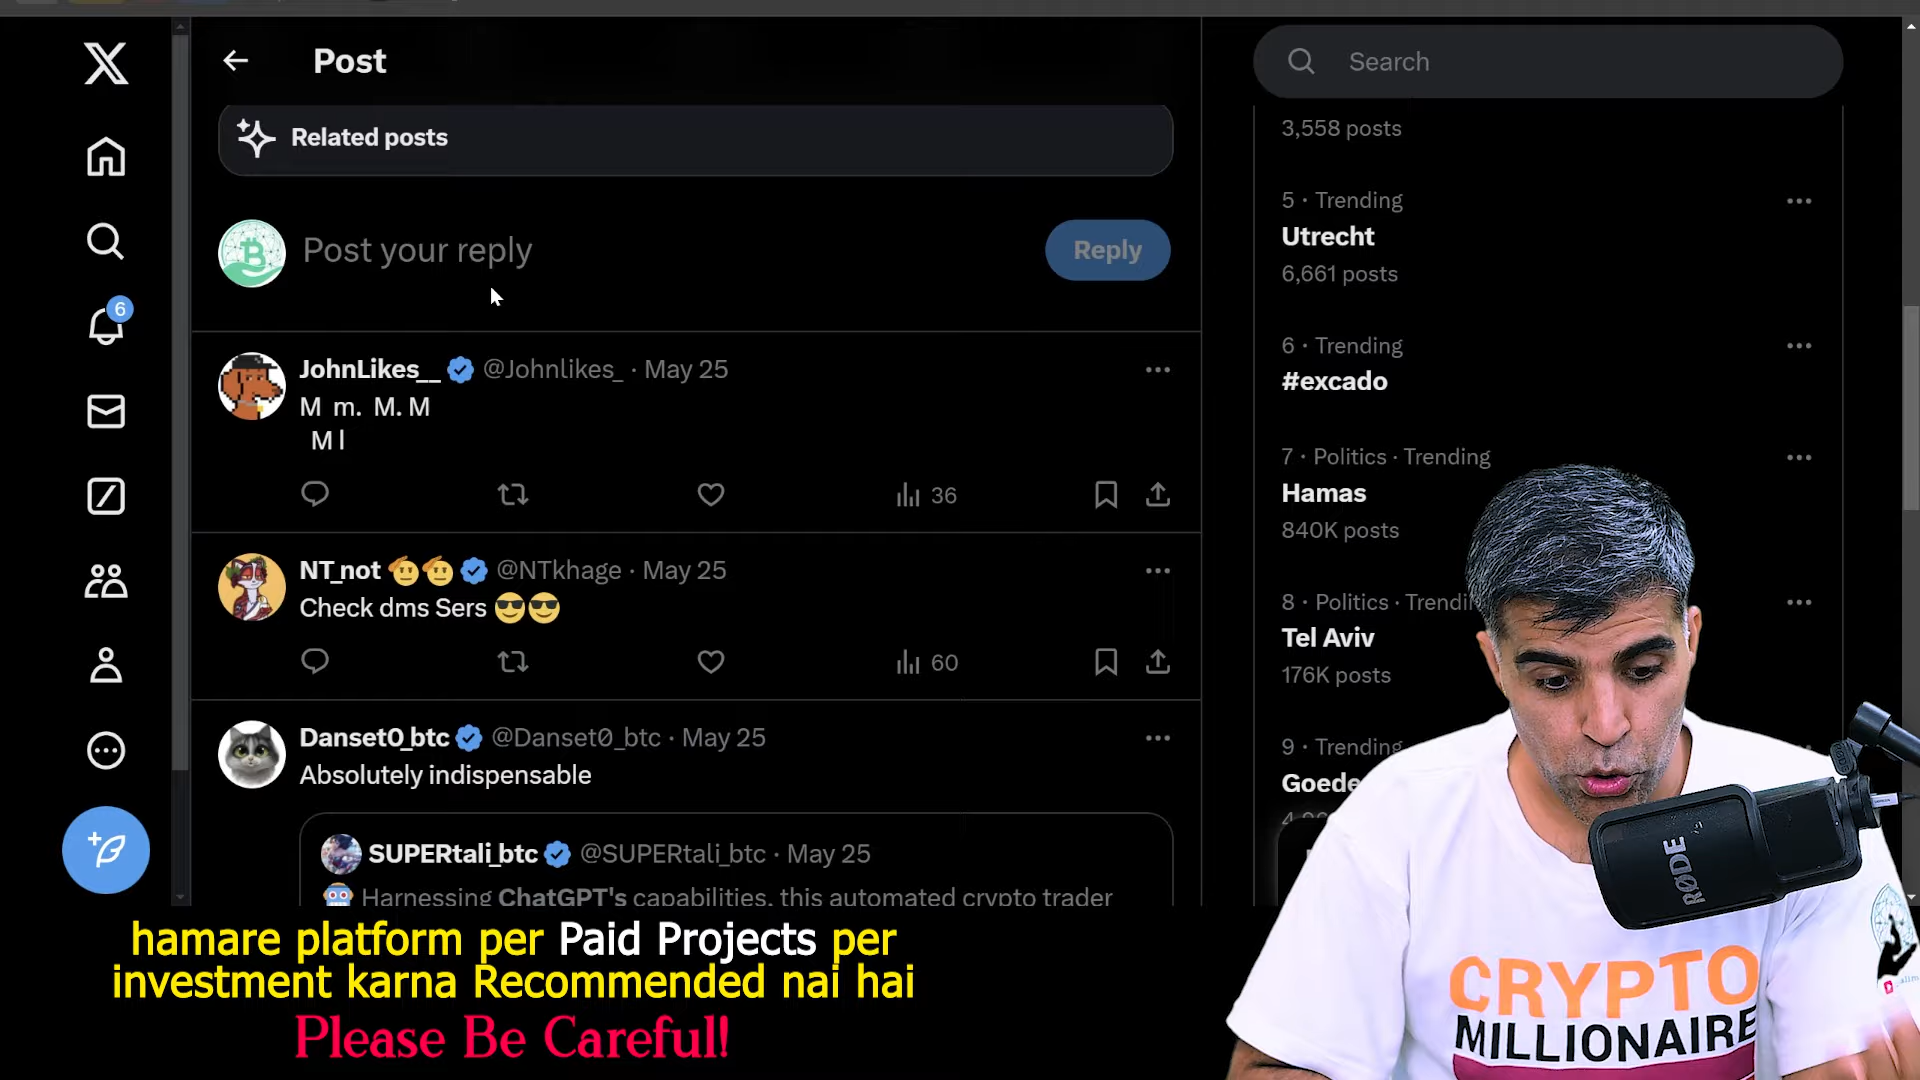 Post
Related posts
Post your reply
Reply
6
JohnLikes__ @Johnlikes_ · May 25
M m. M. M
M l
36
NT_not @NTkhage · May 25
Check dms Sers 😎😎
60
Danset0_btc @Danset0_btc · May 25
Absolutely indispensable
SUPERtali_btc @SUPERtali_btc · May 25
🤖 Harnessing ChatGPT's capabilities, this automated crypto trader
Search
3,558 posts
5 · Trending
Utrecht
6,661 posts
6 · Trending
#excado
7 · Politics · Trending
Hamas
840K posts
8 · Politics ·
Tel Aviv
176K posts
9 · Trending
RØDE
CRYPTO
MILLIONAIRE
hamare platform per Paid Projects per
investment karna Recommended nai hai
Please Be Careful!